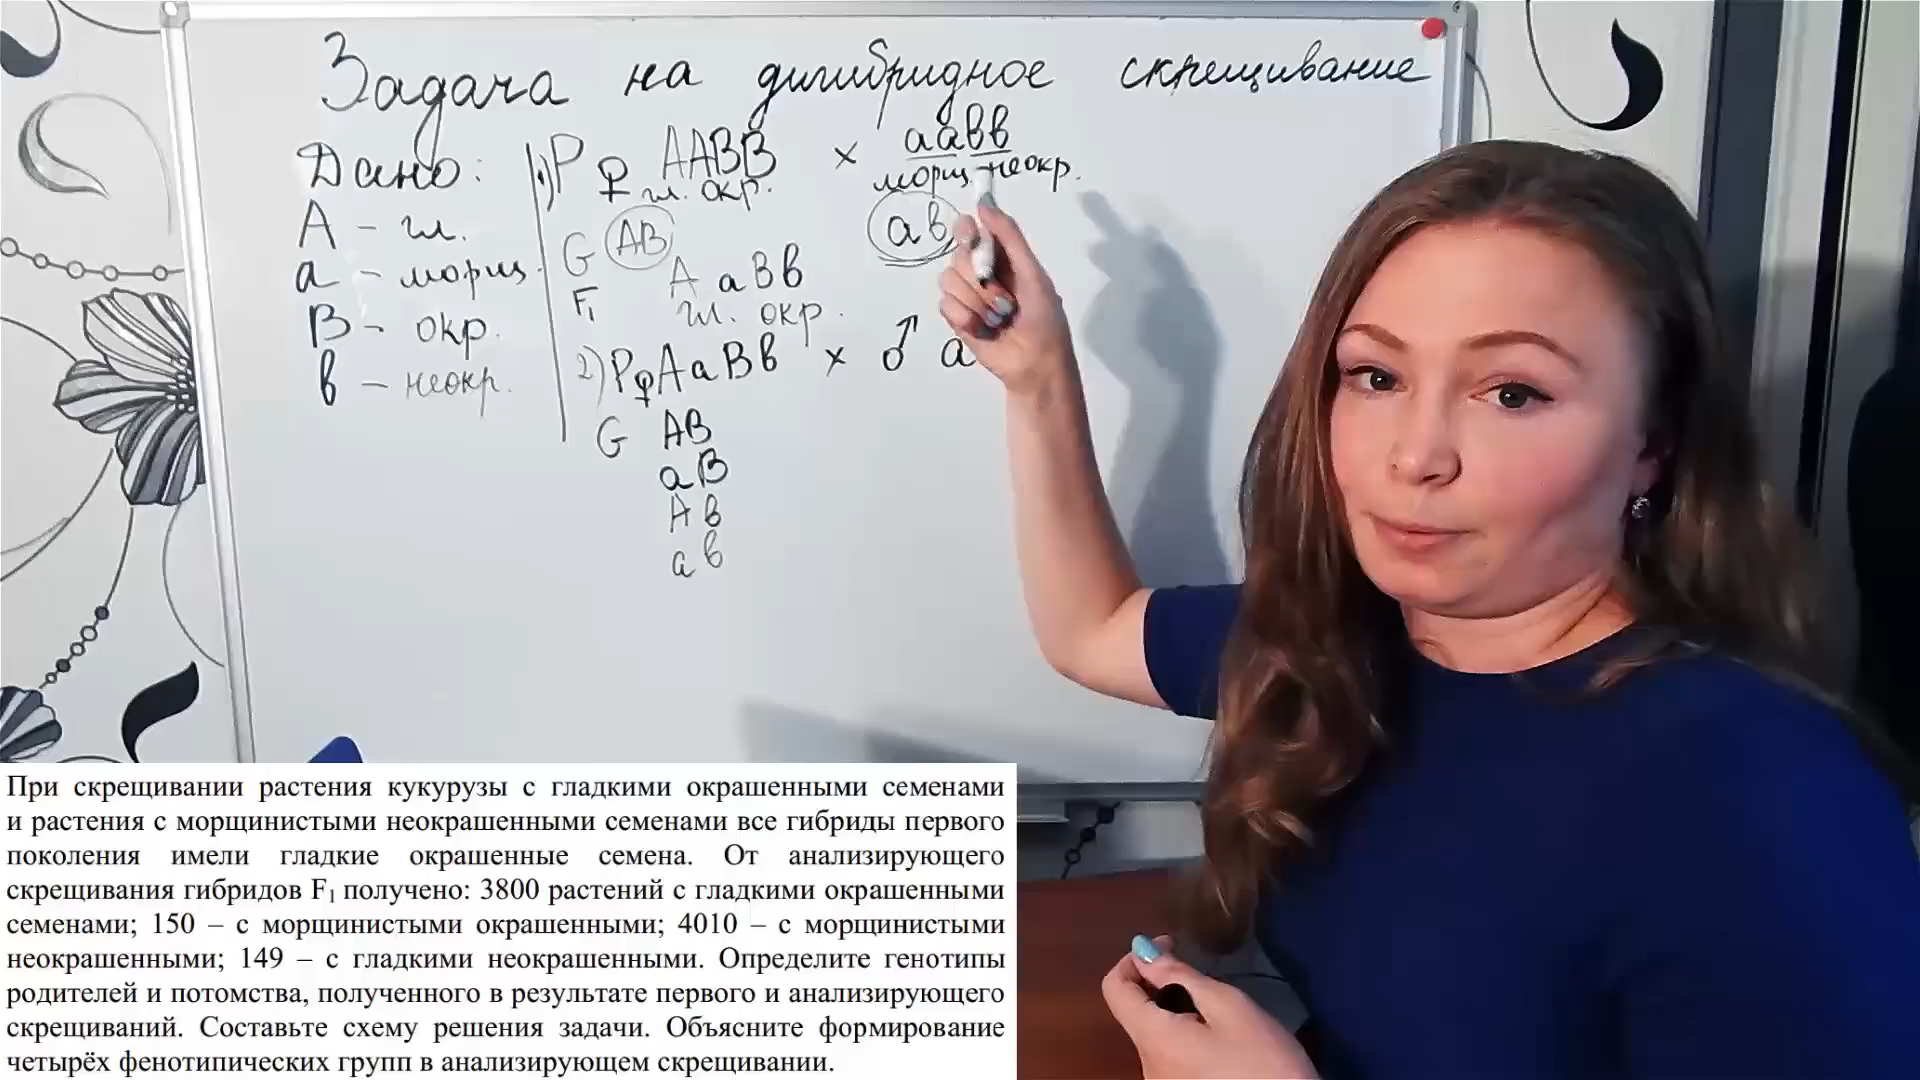 Задача на дигибридное скрещивание
Дано:
А - гл.
а - морщ.
В - окр.
в - неокр.
1) Р ♀ ААВВ × аавв
гл. окр. морщ. неокр.
G АВ ав
F₁ АаВв
гл. окр.
2) Р ♀ АаВв × ♂ а
G АВ
аВ
Ав
ав
При скрещивании растения кукурузы с гладкими окрашенными семенами
и растения с морщинистыми неокрашенными семенами все гибриды первого
поколения имели гладкие окрашенные семена. От анализирующего
скрещивания гибридов F₁ получено: 3800 растений с гладкими окрашенными
семенами; 150 – с морщинистыми окрашенными; 4010 – с морщинистыми
неокрашенными; 149 – с гладкими неокрашенными. Определите генотипы
родителей и потомства, полученного в результате первого и анализирующего
скрещиваний. Составьте схему решения задачи. Объясните формирование
четырёх фенотипических групп в анализирующем скрещивании.